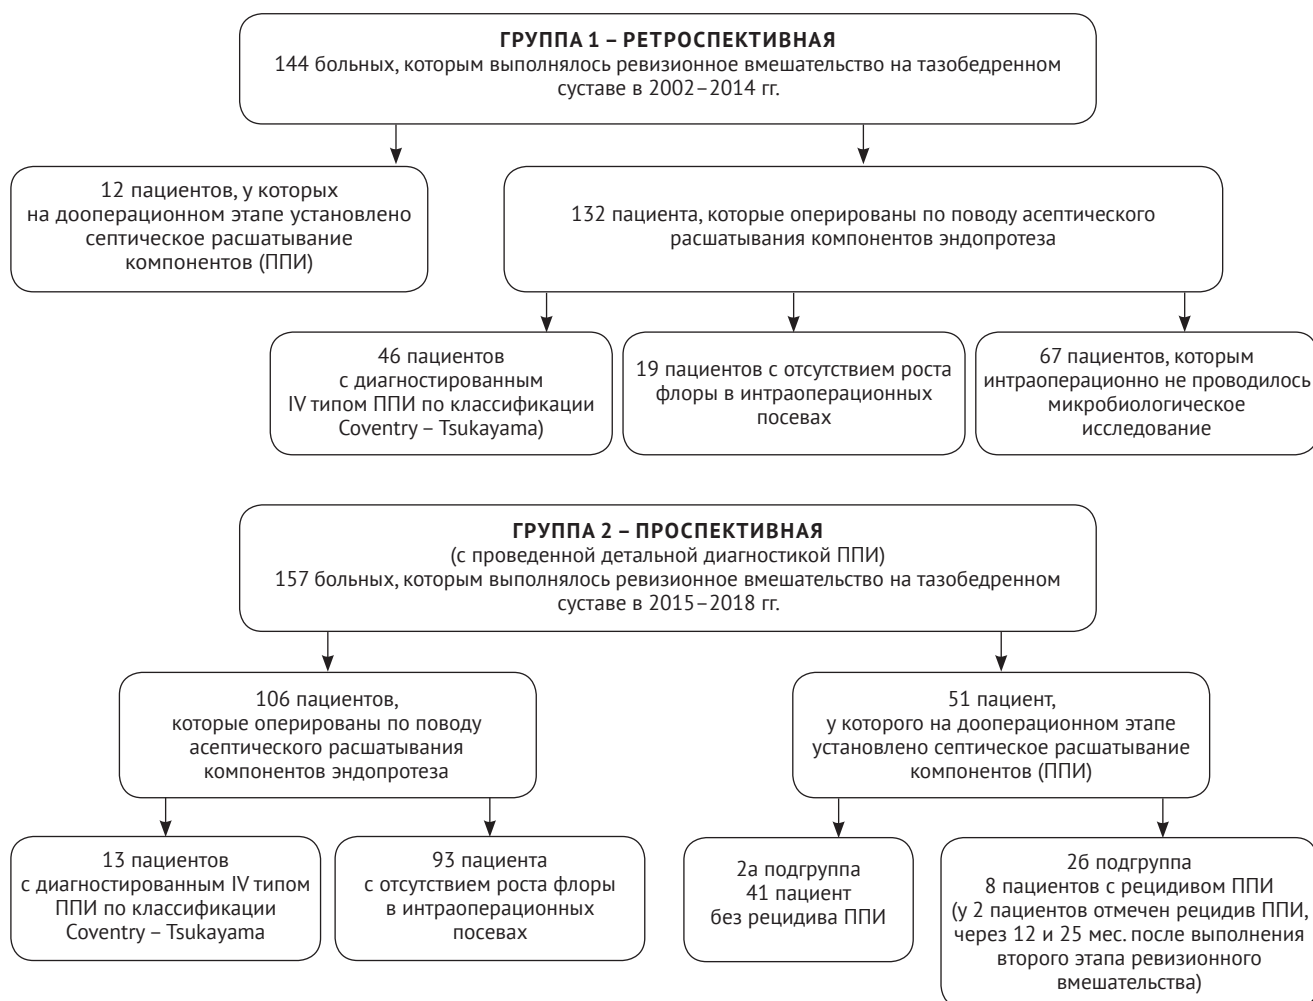 ГРУППА 1 – РЕТРОСПЕКТИВНАЯ
144 больных, которым выполнялось ревизионное вмешательство на тазобедренном
суставе в 2002–2014 гг.
12 пациентов, у которых
на дооперационном этапе установлено
септическое расшатывание
компонентов (ППИ)
132 пациента, которые оперированы по поводу асептического
расшатывания компонентов эндопротеза
46 пациентов
с диагностированным
IV типом ППИ по классификации
Coventry – Tsukayama)
19 пациентов с отсутствием роста
флоры в интраоперационных
посевах
67 пациентов, которым
интраоперационно не проводилось
микробиологическое
исследование
ГРУППА 2 – ПРОСПЕКТИВНАЯ
(с проведенной детальной диагностикой ППИ)
157 больных, которым выполнялось ревизионное вмешательство на тазобедренном
суставе в 2015–2018 гг.
106 пациентов,
которые оперированы по поводу
асептического расшатывания
компонентов эндопротеза
51 пациент,
у которого на дооперационном этапе
установлено септическое расшатывание
компонентов (ППИ)
13 пациентов
с диагностированным IV типом
ППИ по классификации
Coventry – Tsukayama
93 пациента
с отсутствием роста флоры
в интраоперационных
посевах
2а подгруппа
41 пациент
без рецидива ППИ
2б подгруппа
8 пациентов с рецидивом ППИ
(у 2 пациентов отмечен рецидив ППИ,
через 12 и 25 мес. после выполнения
второго этапа ревизионного
вмешательства)